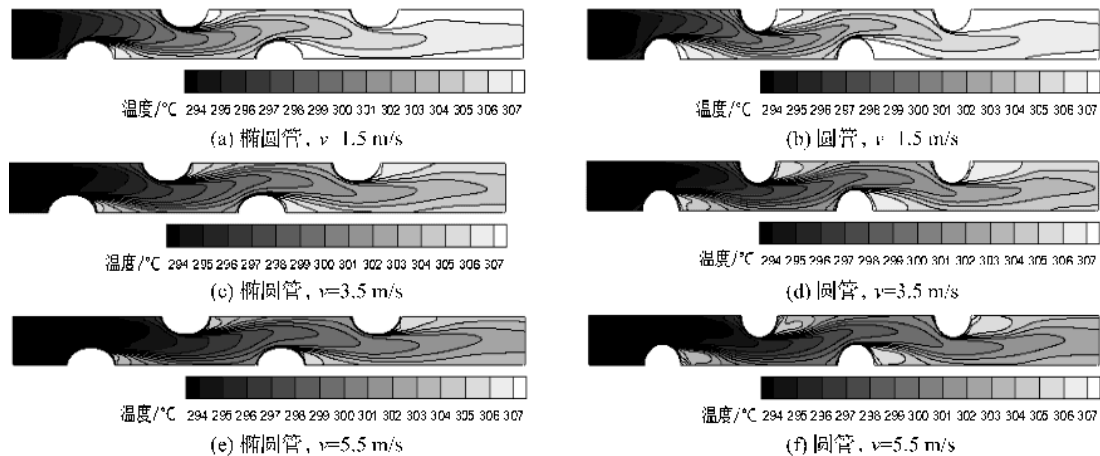 温度/℃ 294 295 296 297 298 299 300 301 302 303 304 305 306 307
(a) 椭圆管, v=1.5 m/s
温度/℃ 294 295 296 297 298 299 300 301 302 303 304 305 306 307
(b) 圆管, v=1.5 m/s
温度/℃ 294 295 296 297 298 299 300 301 302 303 304 305 306 307
(c) 椭圆管, v=3.5 m/s
温度/℃ 294 295 296 297 298 299 300 301 302 303 304 305 306 307
(d) 圆管, v=3.5 m/s
温度/℃ 294 295 296 297 298 299 300 301 302 303 304 305 306 307
(e) 椭圆管, v=5.5 m/s
温度/℃ 294 295 296 297 298 299 300 301 302 303 304 305 306 307
(f) 圆管, v=5.5 m/s